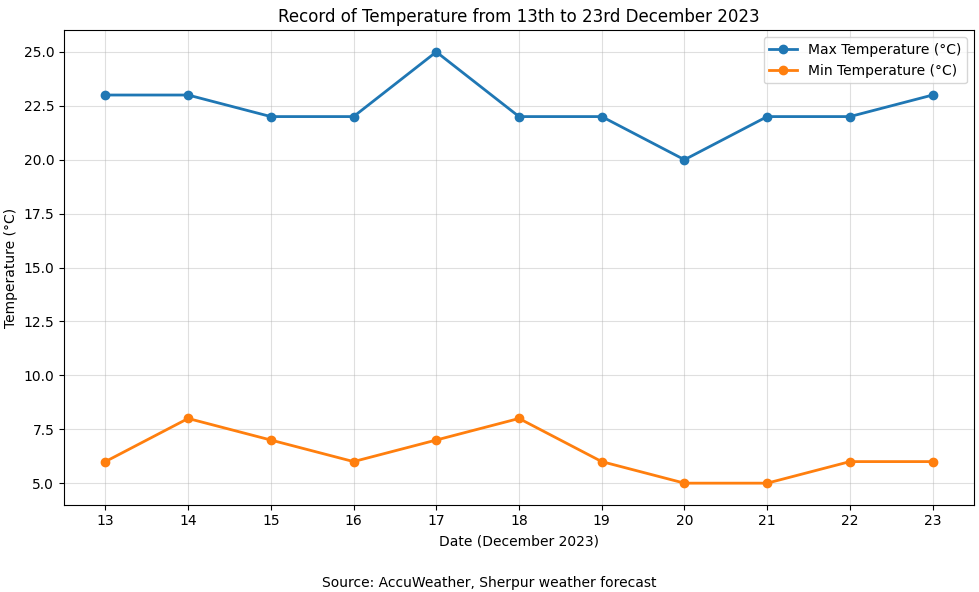 Record of Temperature from 13th to 23rd December 2023
Max Temperature (°C)
Min Temperature (°C)
Temperature (°C)
25.0
22.5
20.0
17.5
15.0
12.5
10.0
7.5
5.0
13 14 15 16 17 18 19 20 21 22 23
Date (December 2023)
Source: AccuWeather, Sherpur weather forecast